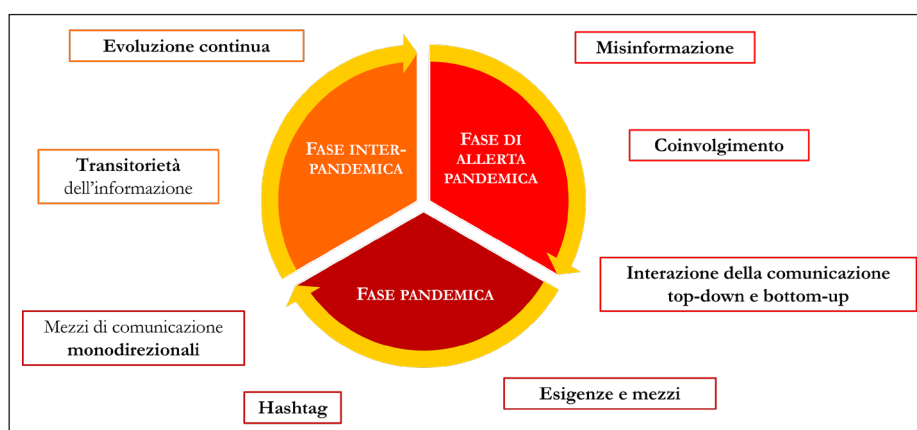 Evoluzione continua
Misinformazione
FASE INTER-
PANDEMICA
FASE DI
ALLERTA
PANDEMICA
Transitorietà
dell’informazione
Coinvolgimento
Interazione della comunicazione
top-down e bottom-up
FASE PANDEMICA
Mezzi di comunicazione
monodirezionali
Esigenze e mezzi
Hashtag